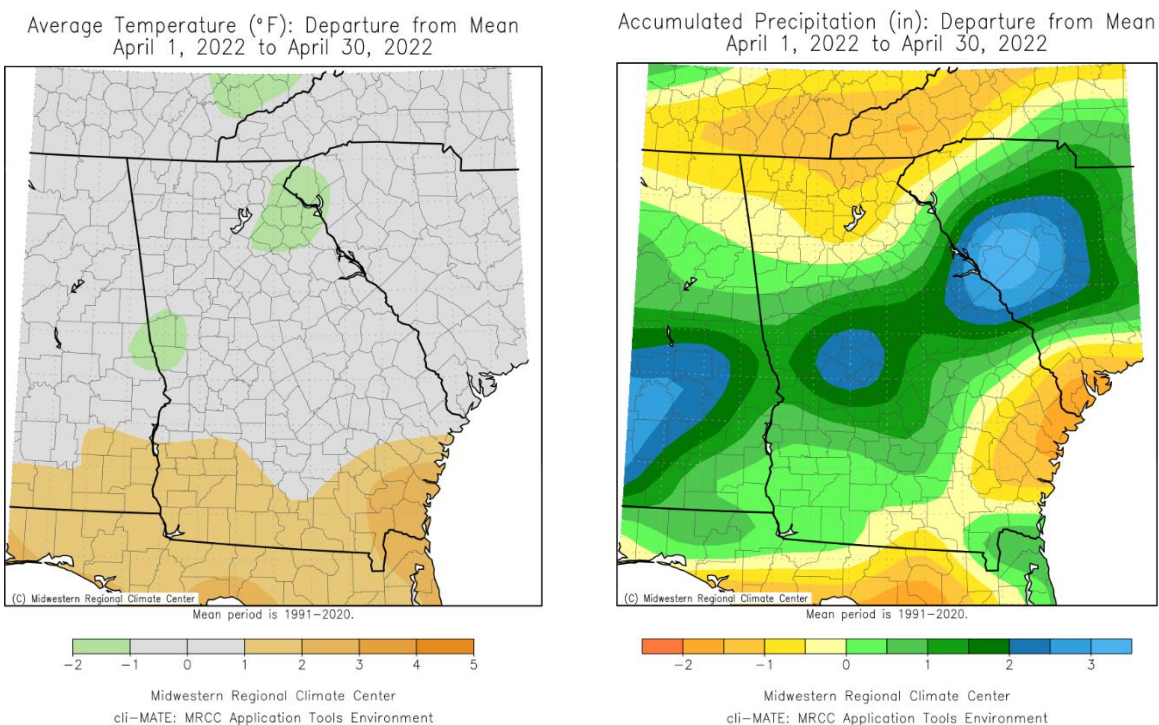 Average Temperature (°F): Departure from Mean
April 1, 2022 to April 30, 2022
(C) Midwestern Regional Climate Center
Mean period is 1991-2020.
-2 -1 0 1 2 3 4 5
Midwestern Regional Climate Center
cli-MATE: MRCC Application Tools Environment
Accumulated Precipitation (in): Departure from Mean
April 1, 2022 to April 30, 2022
(C) Midwestern Regional Climate Center
Mean period is 1991-2020.
-2 -1 0 1 2 3
Midwestern Regional Climate Center
cli-MATE: MRCC Application Tools Environment